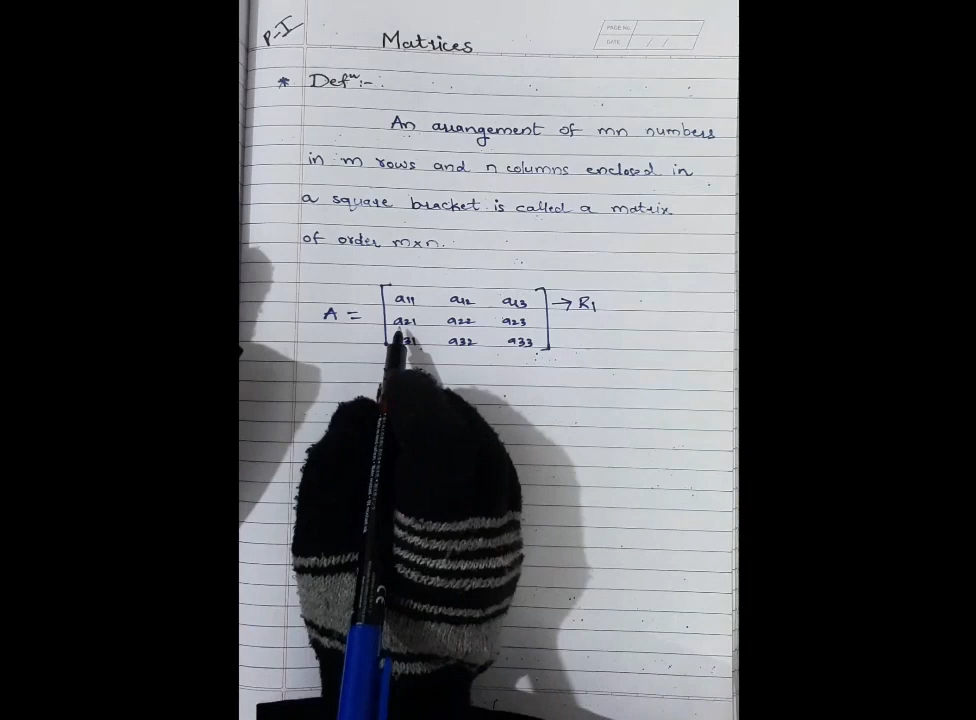 P-I
Matrices
PAGE No.
DATE / /
* Defⁿ:-
An arrangement of mn numbers
in m rows and n columns enclosed in
a square bracket is called a matrix
of order m×n.
a11 a12 a13 → R1
A = a21 a22 a23
31 a32 a33